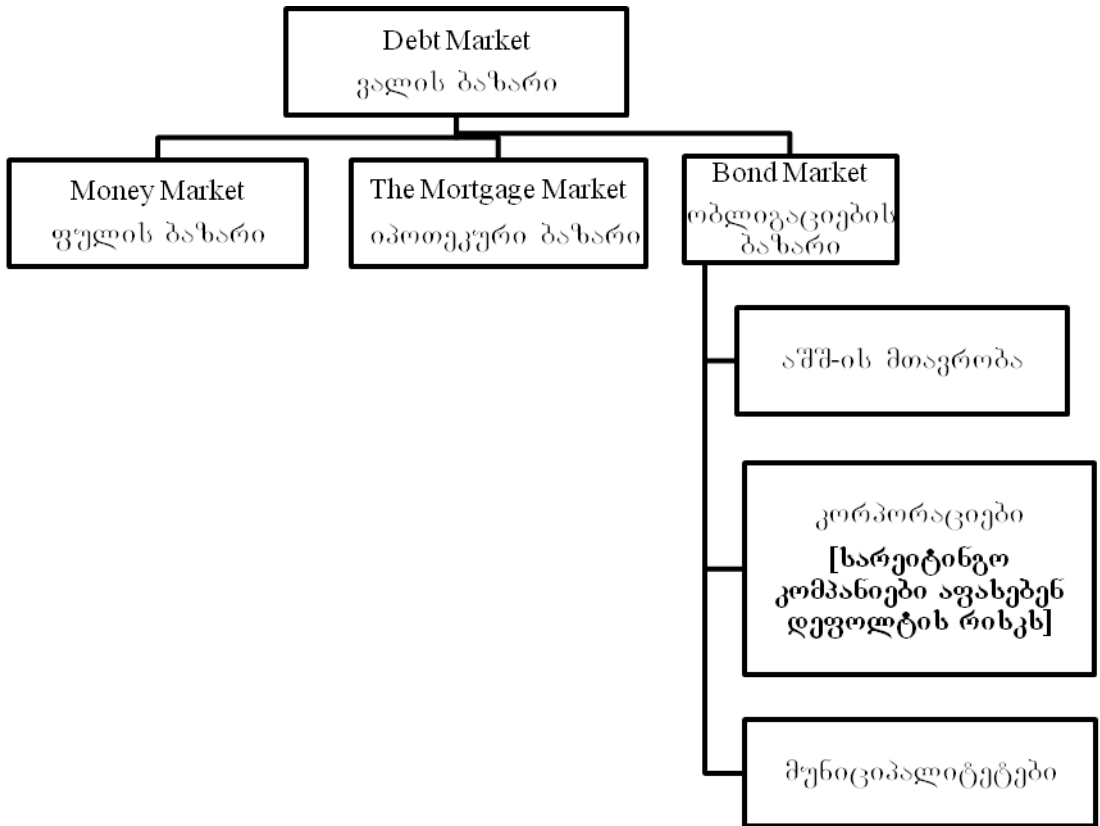 Debt Market
ვალის ბაზარი
Money Market
ფულის ბაზარი
The Mortgage Market
იპოთეკური ბაზარი
Bond Market
ობლიგაციების
ბაზარი
აშშ-ის მთავრობა
კორპორაციები
[სარეიტინგო
კომპანიები აფასებენ
დეფოლტის რისკს]
მუნიციპალიტეტები